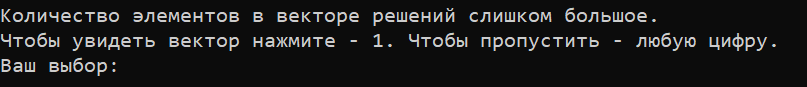 Количество элементов в векторе решений слишком большое.
Чтобы увидеть вектор нажмите - 1. Чтобы пропустить - любую цифру.
Ваш выбор: